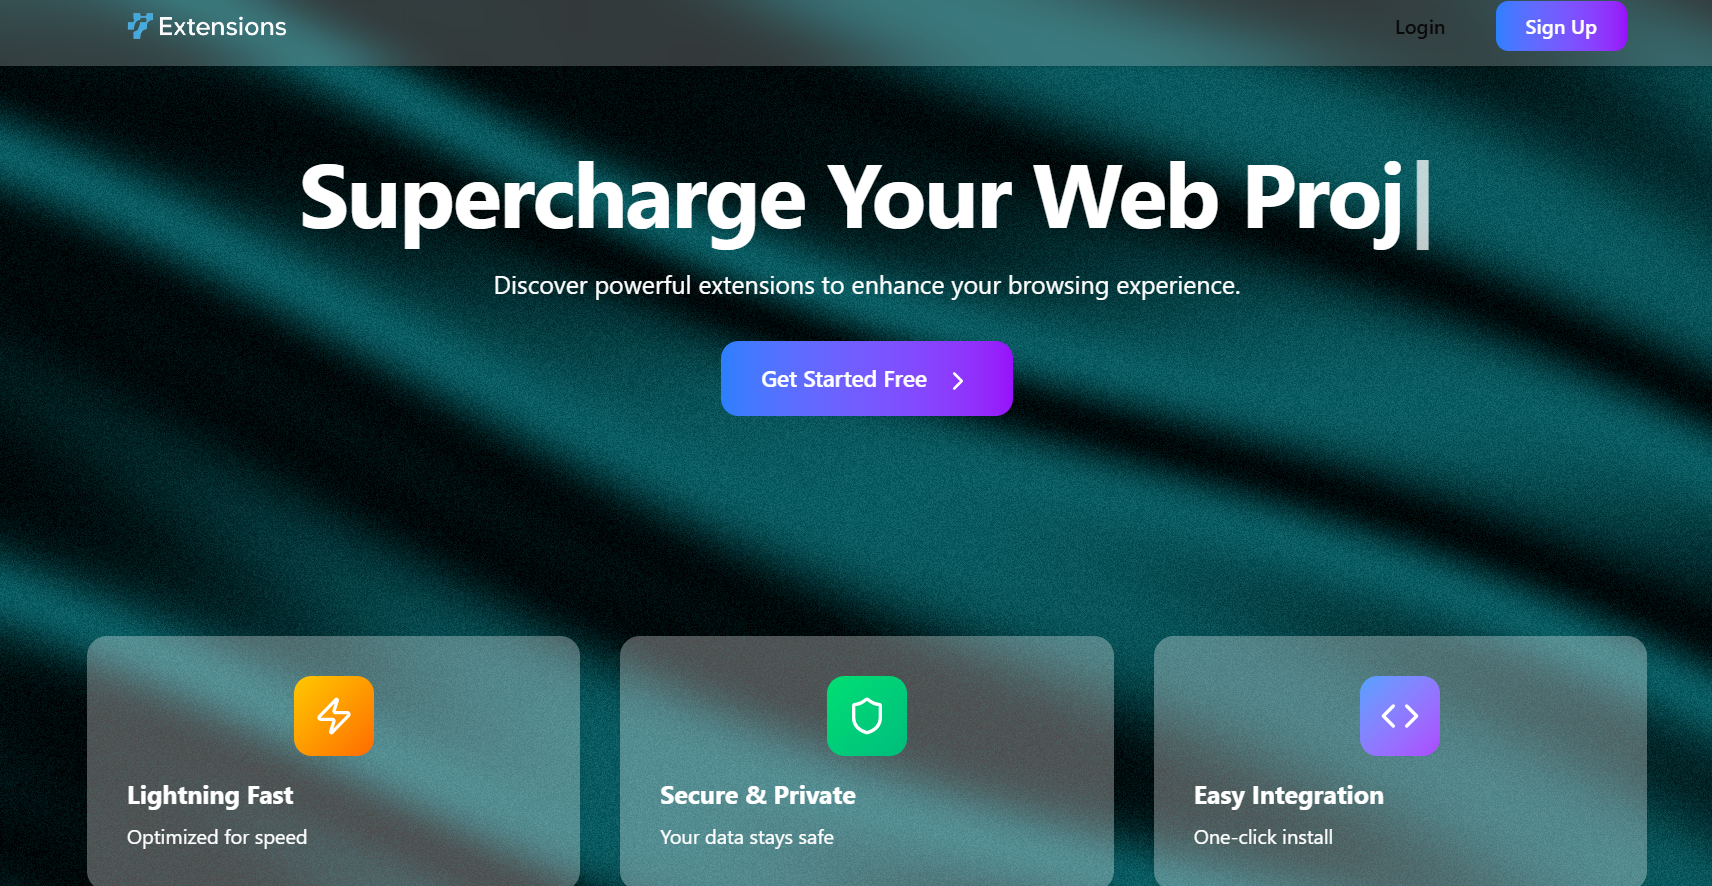 Extensions
Login
Sign Up
Supercharge Your Web Proj|
Discover powerful extensions to enhance your browsing experience.
Get Started Free
Lightning Fast
Optimized for speed
Secure & Private
Your data stays safe
Easy Integration
One-click install